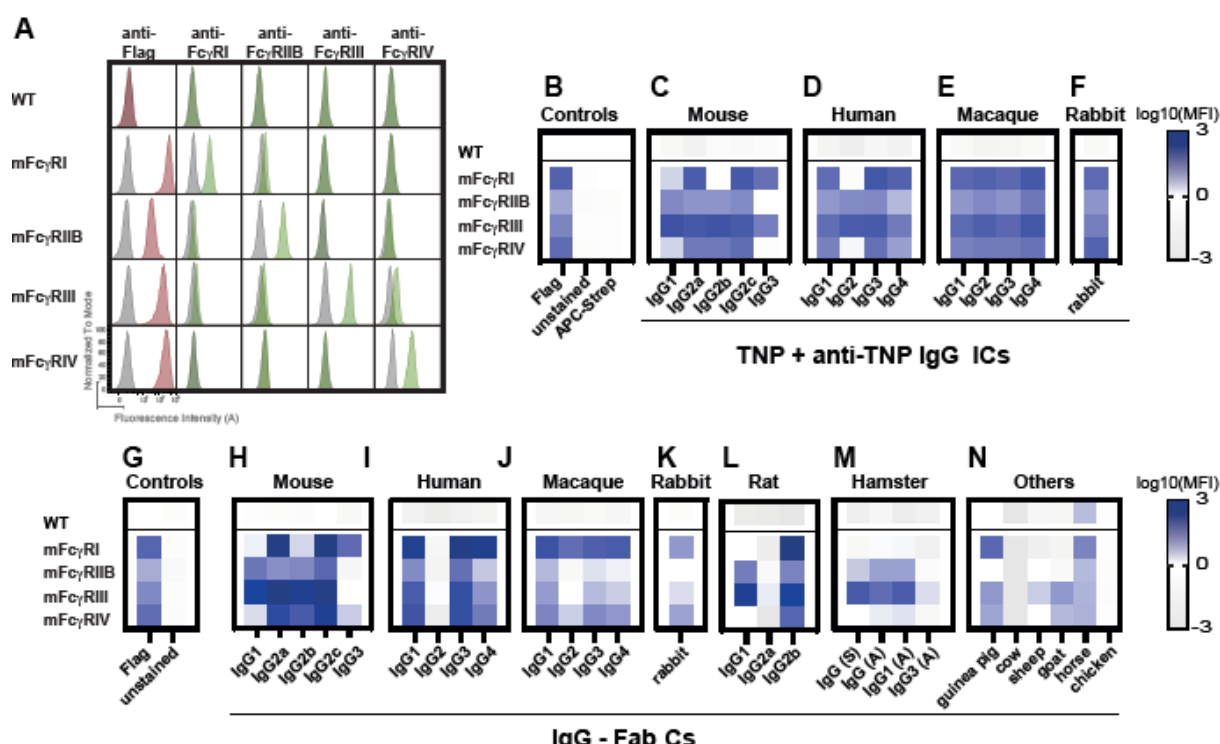 A
anti-Flag anti-FcγRI anti-FcγRIIB anti-FcγRIII anti-FcγRIV
WT
mFcγRI
mFcγRIIB
mFcγRIII
mFcγRIV
Normalized To Mode
Fluorescence Intensity (A)
B C D E F
Controls Mouse Human Macaque Rabbit log10(MFI)
WT
mFcγRI
mFcγRIIB
mFcγRIII
mFcγRIV
3
0
-3
Flag unstained APC-Strep IgG1 IgG2a IgG2b IgG2c IgG3 IgG1 IgG2 IgG3 IgG4 IgG1 IgG2 IgG3 IgG4 rabbit
TNP + anti-TNP IgG ICs
G H I J K L M N
Controls Mouse Human Macaque Rabbit Rat Hamster Others log10(MFI)
WT
mFcγRI
mFcγRIIB
mFcγRIII
mFcγRIV
3
0
-3
Flag unstained IgG1 IgG2a IgG2b IgG2c IgG3 IgG1 IgG2 IgG3 IgG4 IgG1 IgG2 IgG3 IgG4 rabbit IgG1 IgG2a IgG2b IgG (S) IgG (A) IgG1 (A) IgG3 (A) guinea pig cow sheep goat horse chicken
IgG - Fab Cs